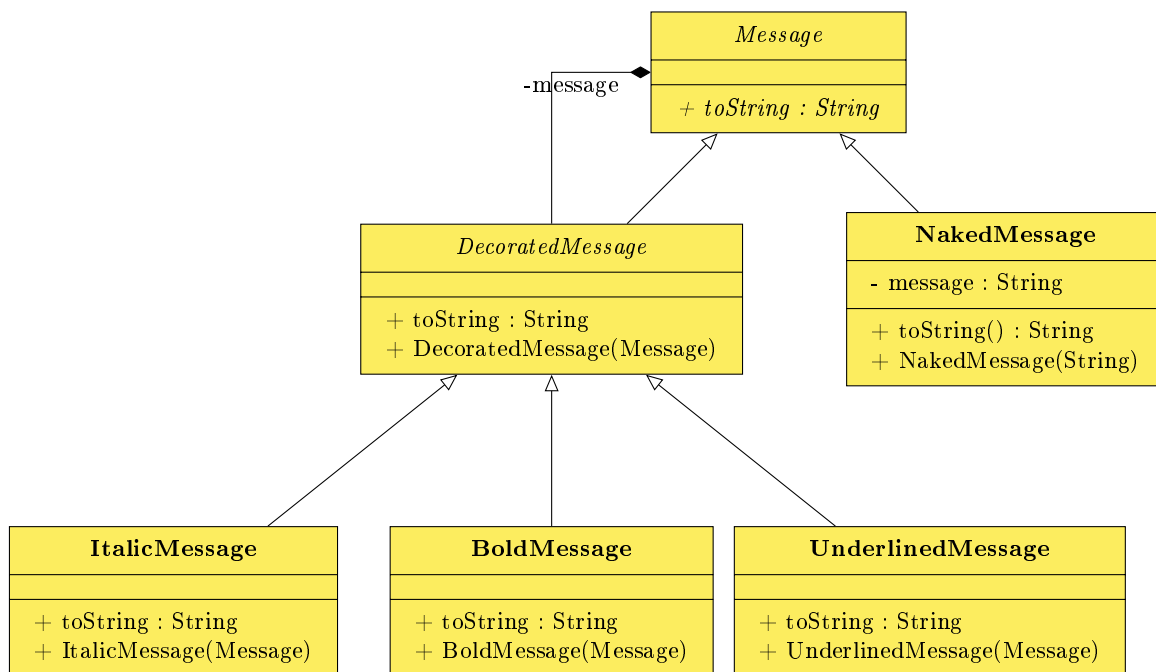 Message
-message
+ toString : String
DecoratedMessage
+ toString : String
+ DecoratedMessage(Message)
NakedMessage
- message : String
+ toString() : String
+ NakedMessage(String)
ItalicMessage
+ toString : String
+ ItalicMessage(Message)
BoldMessage
+ toString : String
+ BoldMessage(Message)
UnderlinedMessage
+ toString : String
+ UnderlinedMessage(Message)